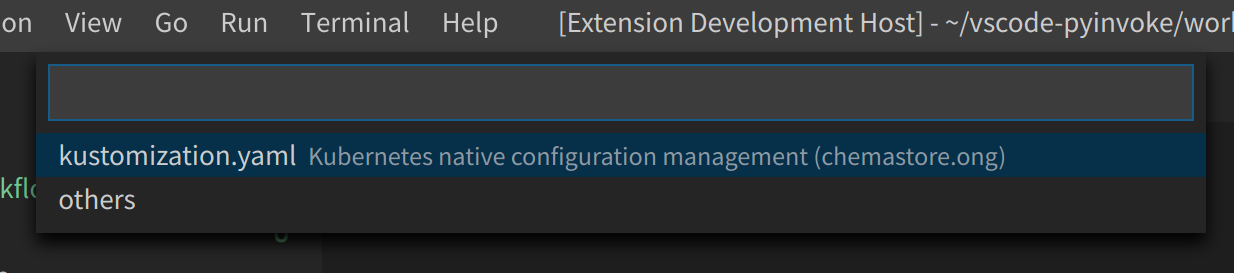 on View Go Run Terminal Help [Extension Development Host] - ~/vscode-pyinvoke/worl
kustomization.yaml Kubernetes native configuration management (chemastore.ong)
kflo
others